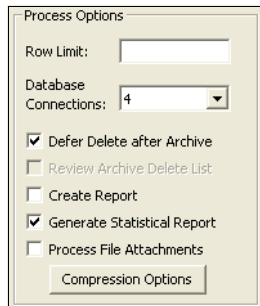 Process Options
Row Limit:
Database
Connections: 4
Defer Delete after Archive
Review Archive Delete List
Create Report
Generate Statistical Report
Process File Attachments
Compression Options